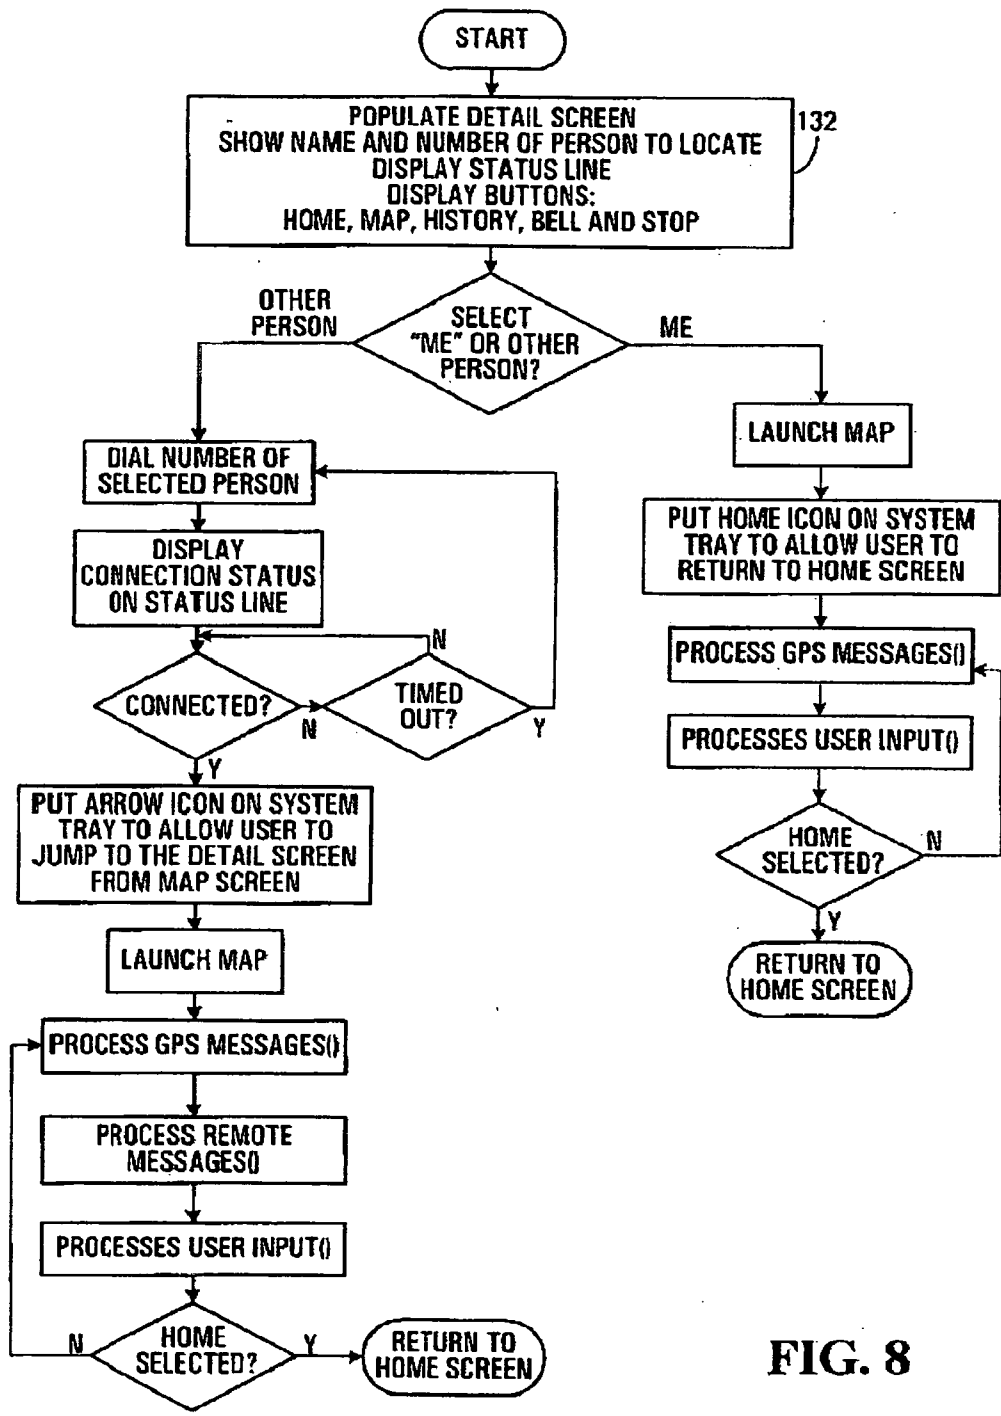 START
POPULATE DETAIL SCREEN
SHOW NAME AND NUMBER OF PERSON TO LOCATE
DISPLAY STATUS LINE
DISPLAY BUTTONS:
HOME, MAP, HISTORY, BELL AND STOP
132
SELECT
"ME" OR OTHER
PERSON?
OTHER
PERSON
ME
DIAL NUMBER OF
SELECTED PERSON
DISPLAY
CONNECTION STATUS
ON STATUS LINE
CONNECTED?
N
TIMED
OUT?
N
Y
Y
PUT ARROW ICON ON SYSTEM
TRAY TO ALLOW USER TO
JUMP TO THE DETAIL SCREEN
FROM MAP SCREEN
LAUNCH MAP
PROCESS GPS MESSAGES()
PROCESS REMOTE
MESSAGES()
PROCESSES USER INPUT()
HOME
SELECTED?
N
Y
RETURN TO
HOME SCREEN
LAUNCH MAP
PUT HOME ICON ON SYSTEM
TRAY TO ALLOW USER TO
RETURN TO HOME SCREEN
PROCESS GPS MESSAGES()
PROCESSES USER INPUT()
HOME
SELECTED?
N
Y
RETURN TO
HOME SCREEN
FIG. 8